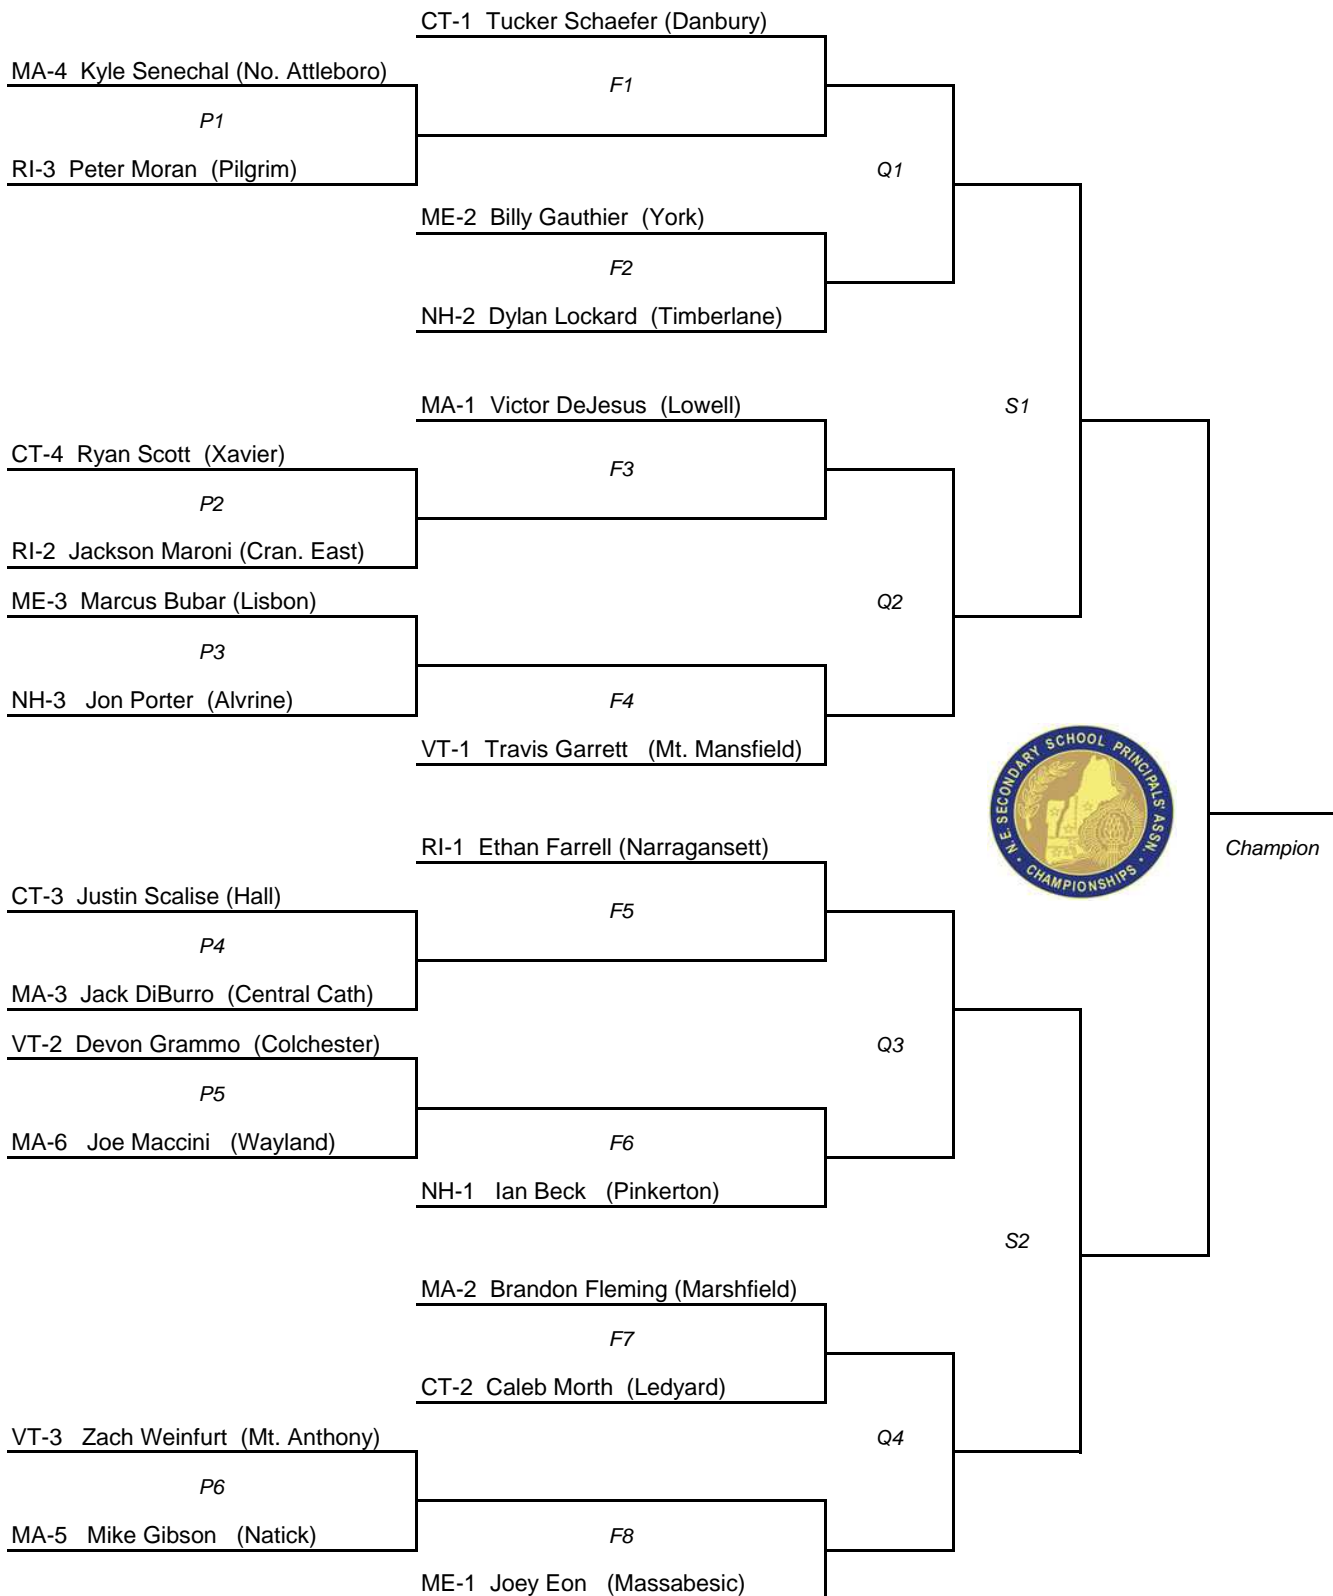 CT-1 Tucker Schaefer (Danbury)
MA-4 Kyle Senechal (No. Attleboro)
F1
P1
RI-3 Peter Moran (Pilgrim)
Q1
ME-2 Billy Gauthier (York)
F2
NH-2 Dylan Lockard (Timberlane)
MA-1 Victor DeJesus (Lowell)
S1
CT-4 Ryan Scott (Xavier)
F3
P2
RI-2 Jackson Maroni (Cran. East)
ME-3 Marcus Bubar (Lisbon)
Q2
P3
NH-3 Jon Porter (Alvrine)
F4
VT-1 Travis Garrett (Mt. Mansfield)
N.E. SECONDARY SCHOOL PRINCIPALS' ASSN.
CHAMPIONSHIPS
RI-1 Ethan Farrell (Narragansett)
Champion
CT-3 Justin Scalise (Hall)
F5
P4
MA-3 Jack DiBurro (Central Cath)
VT-2 Devon Grammo (Colchester)
Q3
P5
MA-6 Joe Maccini (Wayland)
F6
NH-1 Ian Beck (Pinkerton)
S2
MA-2 Brandon Fleming (Marshfield)
F7
CT-2 Caleb Morth (Ledyard)
VT-3 Zach Weinfurt (Mt. Anthony)
Q4
P6
MA-5 Mike Gibson (Natick)
F8
ME-1 Joey Eon (Massabesic)